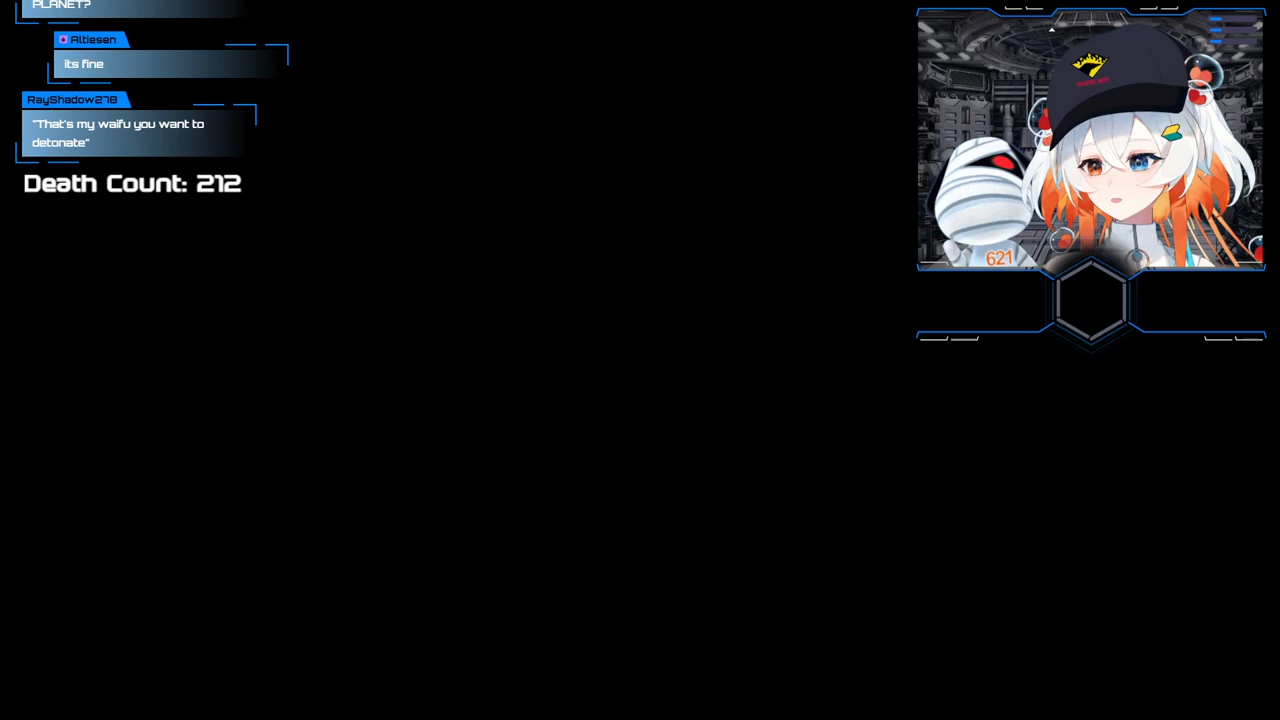 PLANET?
Altiesen
its fine
RayShadow278
"That's my waifu you want to
detonate"
Death Count: 212
621